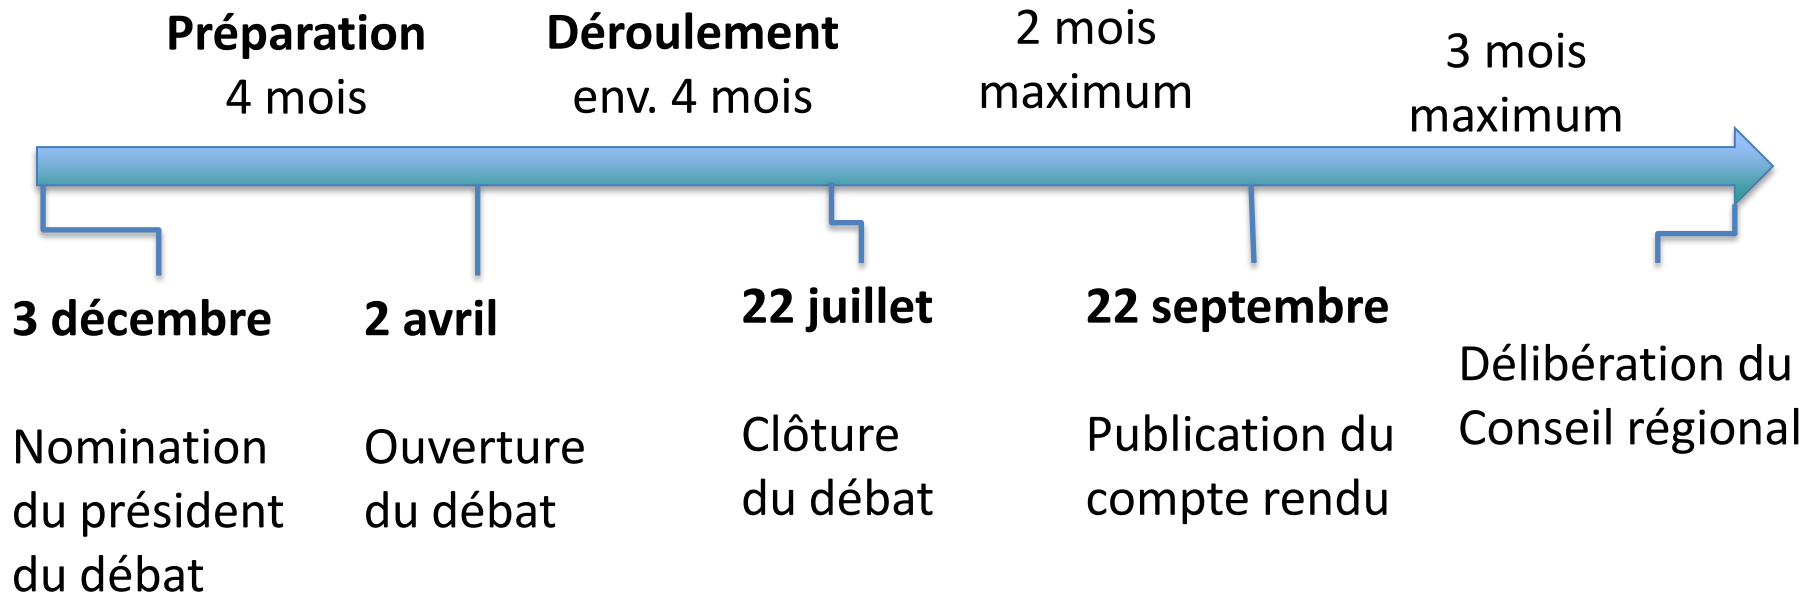 Préparation
4 mois
Déroulement
env. 4 mois
2 mois
maximum
3 mois
maximum
3 décembre
Nomination
du président
du débat
2 avril
Ouverture
du débat
22 juillet
Clôture
du débat
22 septembre
Publication du
compte rendu
Délibération du
Conseil régional